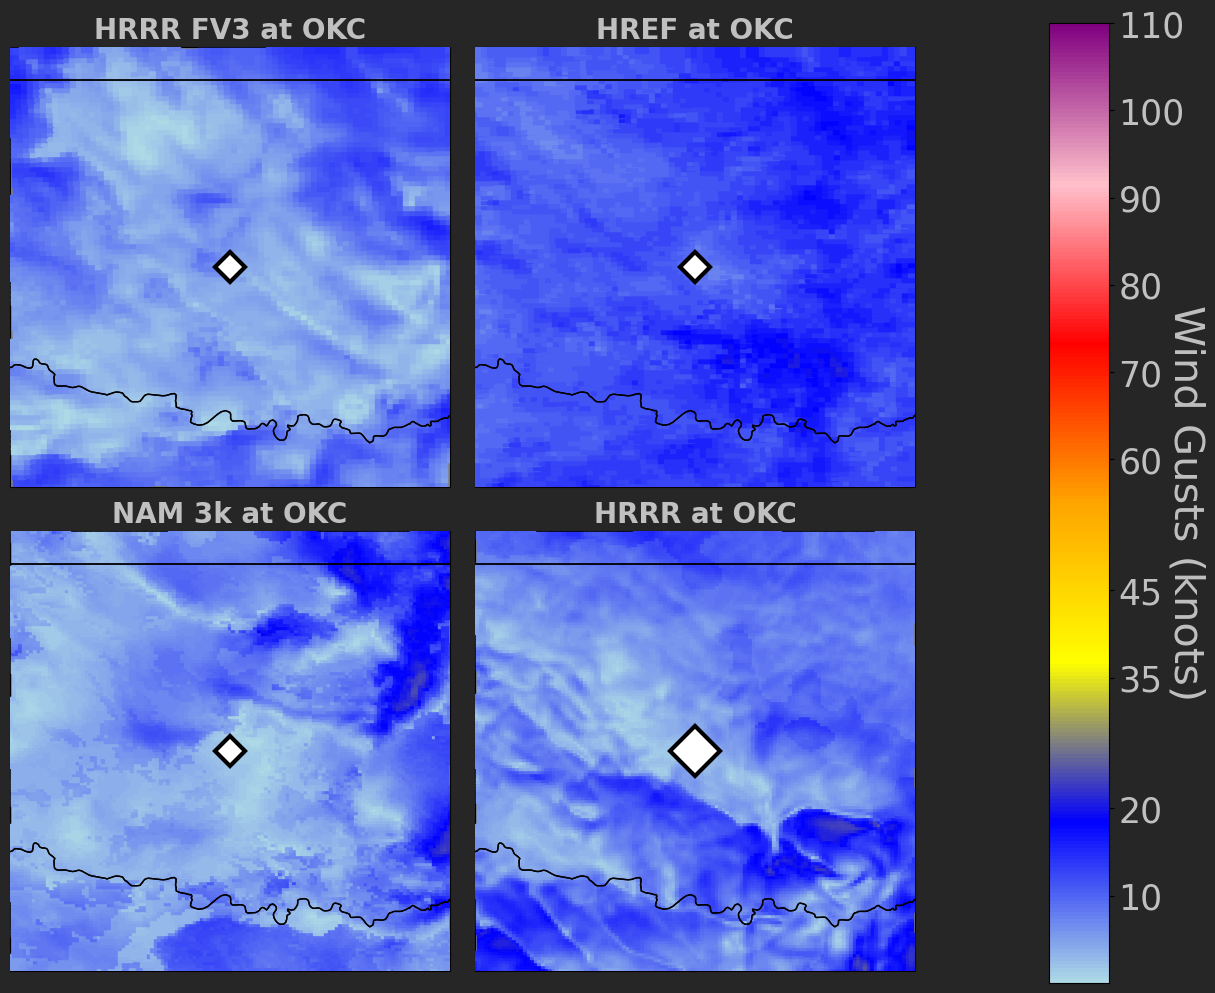 HRRR FV3 at OKC
HREF at OKC
NAM 3k at OKC
HRRR at OKC
110
100
90
80
70
60
45
35
20
10
Wind Gusts (knots)